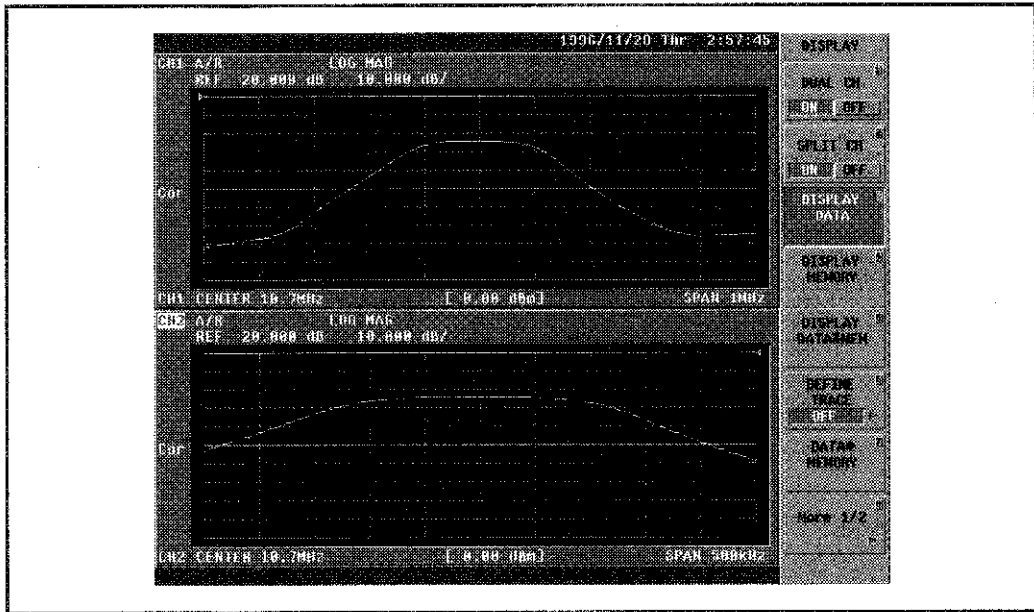 1996/11/20 Thr 2:57:45
CH1 A/R LOG MAG
REF 20.000 dB 10.000 dB/
Cor
CH1 CENTER 10.7MHz [ 0.00 dBm] SPAN 1MHz
CH2 A/R LOG MAG
REF 20.000 dB 10.000 dB/
Cor
CH2 CENTER 10.7MHz [ 0.00 dBm] SPAN 500kHz
DISPLAY
DUAL CH
ON OFF
SPLIT CH
ON OFF
DISPLAY
DATA
DISPLAY
MEMORY
DISPLAY
DATA&MEM
DEFINE
TRACE
OFF
DATA⇒
MEMORY
More 1/2